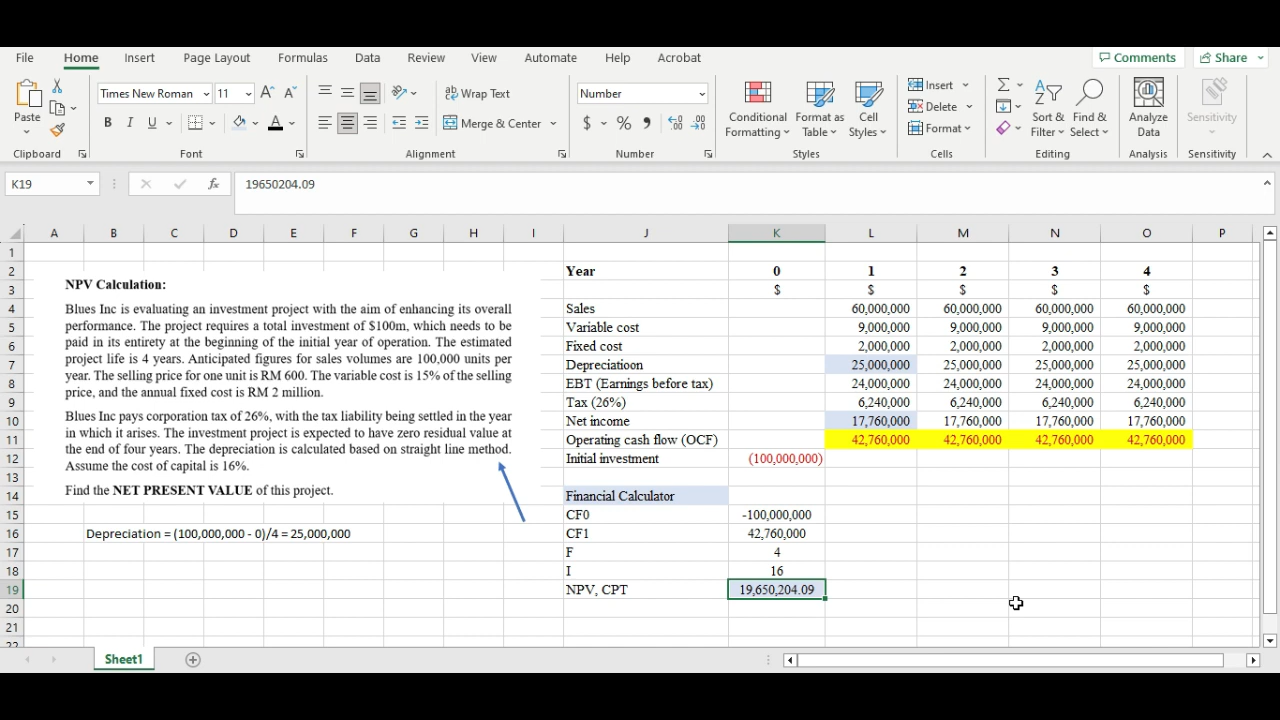 File Home Insert Page Layout Formulas Data Review View Automate Help Acrobat Comments Share
Times New Roman 11 A A Wrap Text Number Insert
Paste B I U A Merge & Center $ % Conditional Formatting Format as Table Cell Styles Delete Format Sort & Filter Find & Select Analyze Data Sensitivity
Clipboard Font Alignment Number Styles Cells Editing Analysis Sensitivity
K19 fx 19650204.09
A B C D E F G H I J K L M N O P
1
2 Year 0 1 2 3 4
3 $ $ $ $ $
4 Sales 60,000,000 60,000,000 60,000,000 60,000,000
5 Variable cost 9,000,000 9,000,000 9,000,000 9,000,000
6 Fixed cost 2,000,000 2,000,000 2,000,000 2,000,000
7 Depreciatioon 25,000,000 25,000,000 25,000,000 25,000,000
8 EBT (Earnings before tax) 24,000,000 24,000,000 24,000,000 24,000,000
9 Tax (26%) 6,240,000 6,240,000 6,240,000 6,240,000
10 Net income 17,760,000 17,760,000 17,760,000 17,760,000
11 Operating cash flow (OCF) 42,760,000 42,760,000 42,760,000 42,760,000
12 Initial investment (100,000,000)
13
14 Financial Calculator
15 CF0 -100,000,000
16 CF1 42,760,000
17 F 4
18 I 16
19 NPV, CPT 19,650,204.09
20
21
22
NPV Calculation:
Blues Inc is evaluating an investment project with the aim of enhancing its overall
performance. The project requires a total investment of $100m, which needs to be
paid in its entirety at the beginning of the initial year of operation. The estimated
project life is 4 years. Anticipated figures for sales volumes are 100,000 units per
year. The selling price for one unit is RM 600. The variable cost is 15% of the selling
price, and the annual fixed cost is RM 2 million.
Blues Inc pays corporation tax of 26%, with the tax liability being settled in the year
in which it arises. The investment project is expected to have zero residual value at
the end of four years. The depreciation is calculated based on straight line method.
Assume the cost of capital is 16%.
Find the NET PRESENT VALUE of this project.
Depreciation = (100,000,000 - 0)/4 = 25,000,000
Sheet1